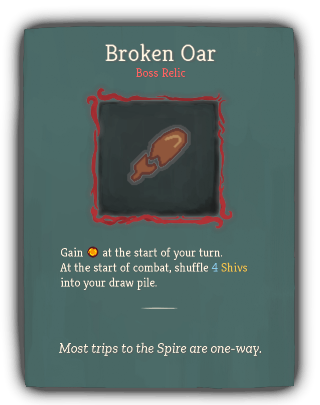 Broken Oar
Boss Relic
Gain at the start of your turn.
At the start of combat, shuffle 4 Shivs
into your draw pile.
Most trips to the Spire are one-way.